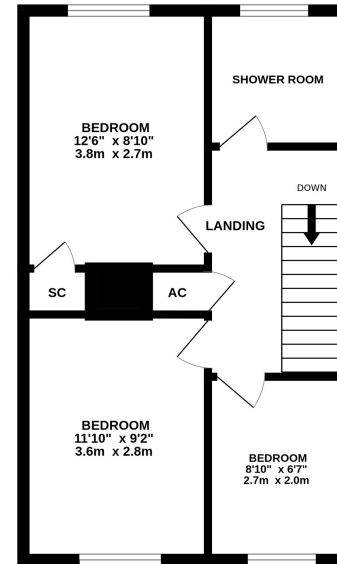 SHOWER ROOM
BEDROOM
12'6" x 8'10"
3.8m x 2.7m
DOWN
LANDING
SC
AC
BEDROOM
11'10" x 9'2"
3.6m x 2.8m
BEDROOM
8'10" x 6'7"
2.7m x 2.0m